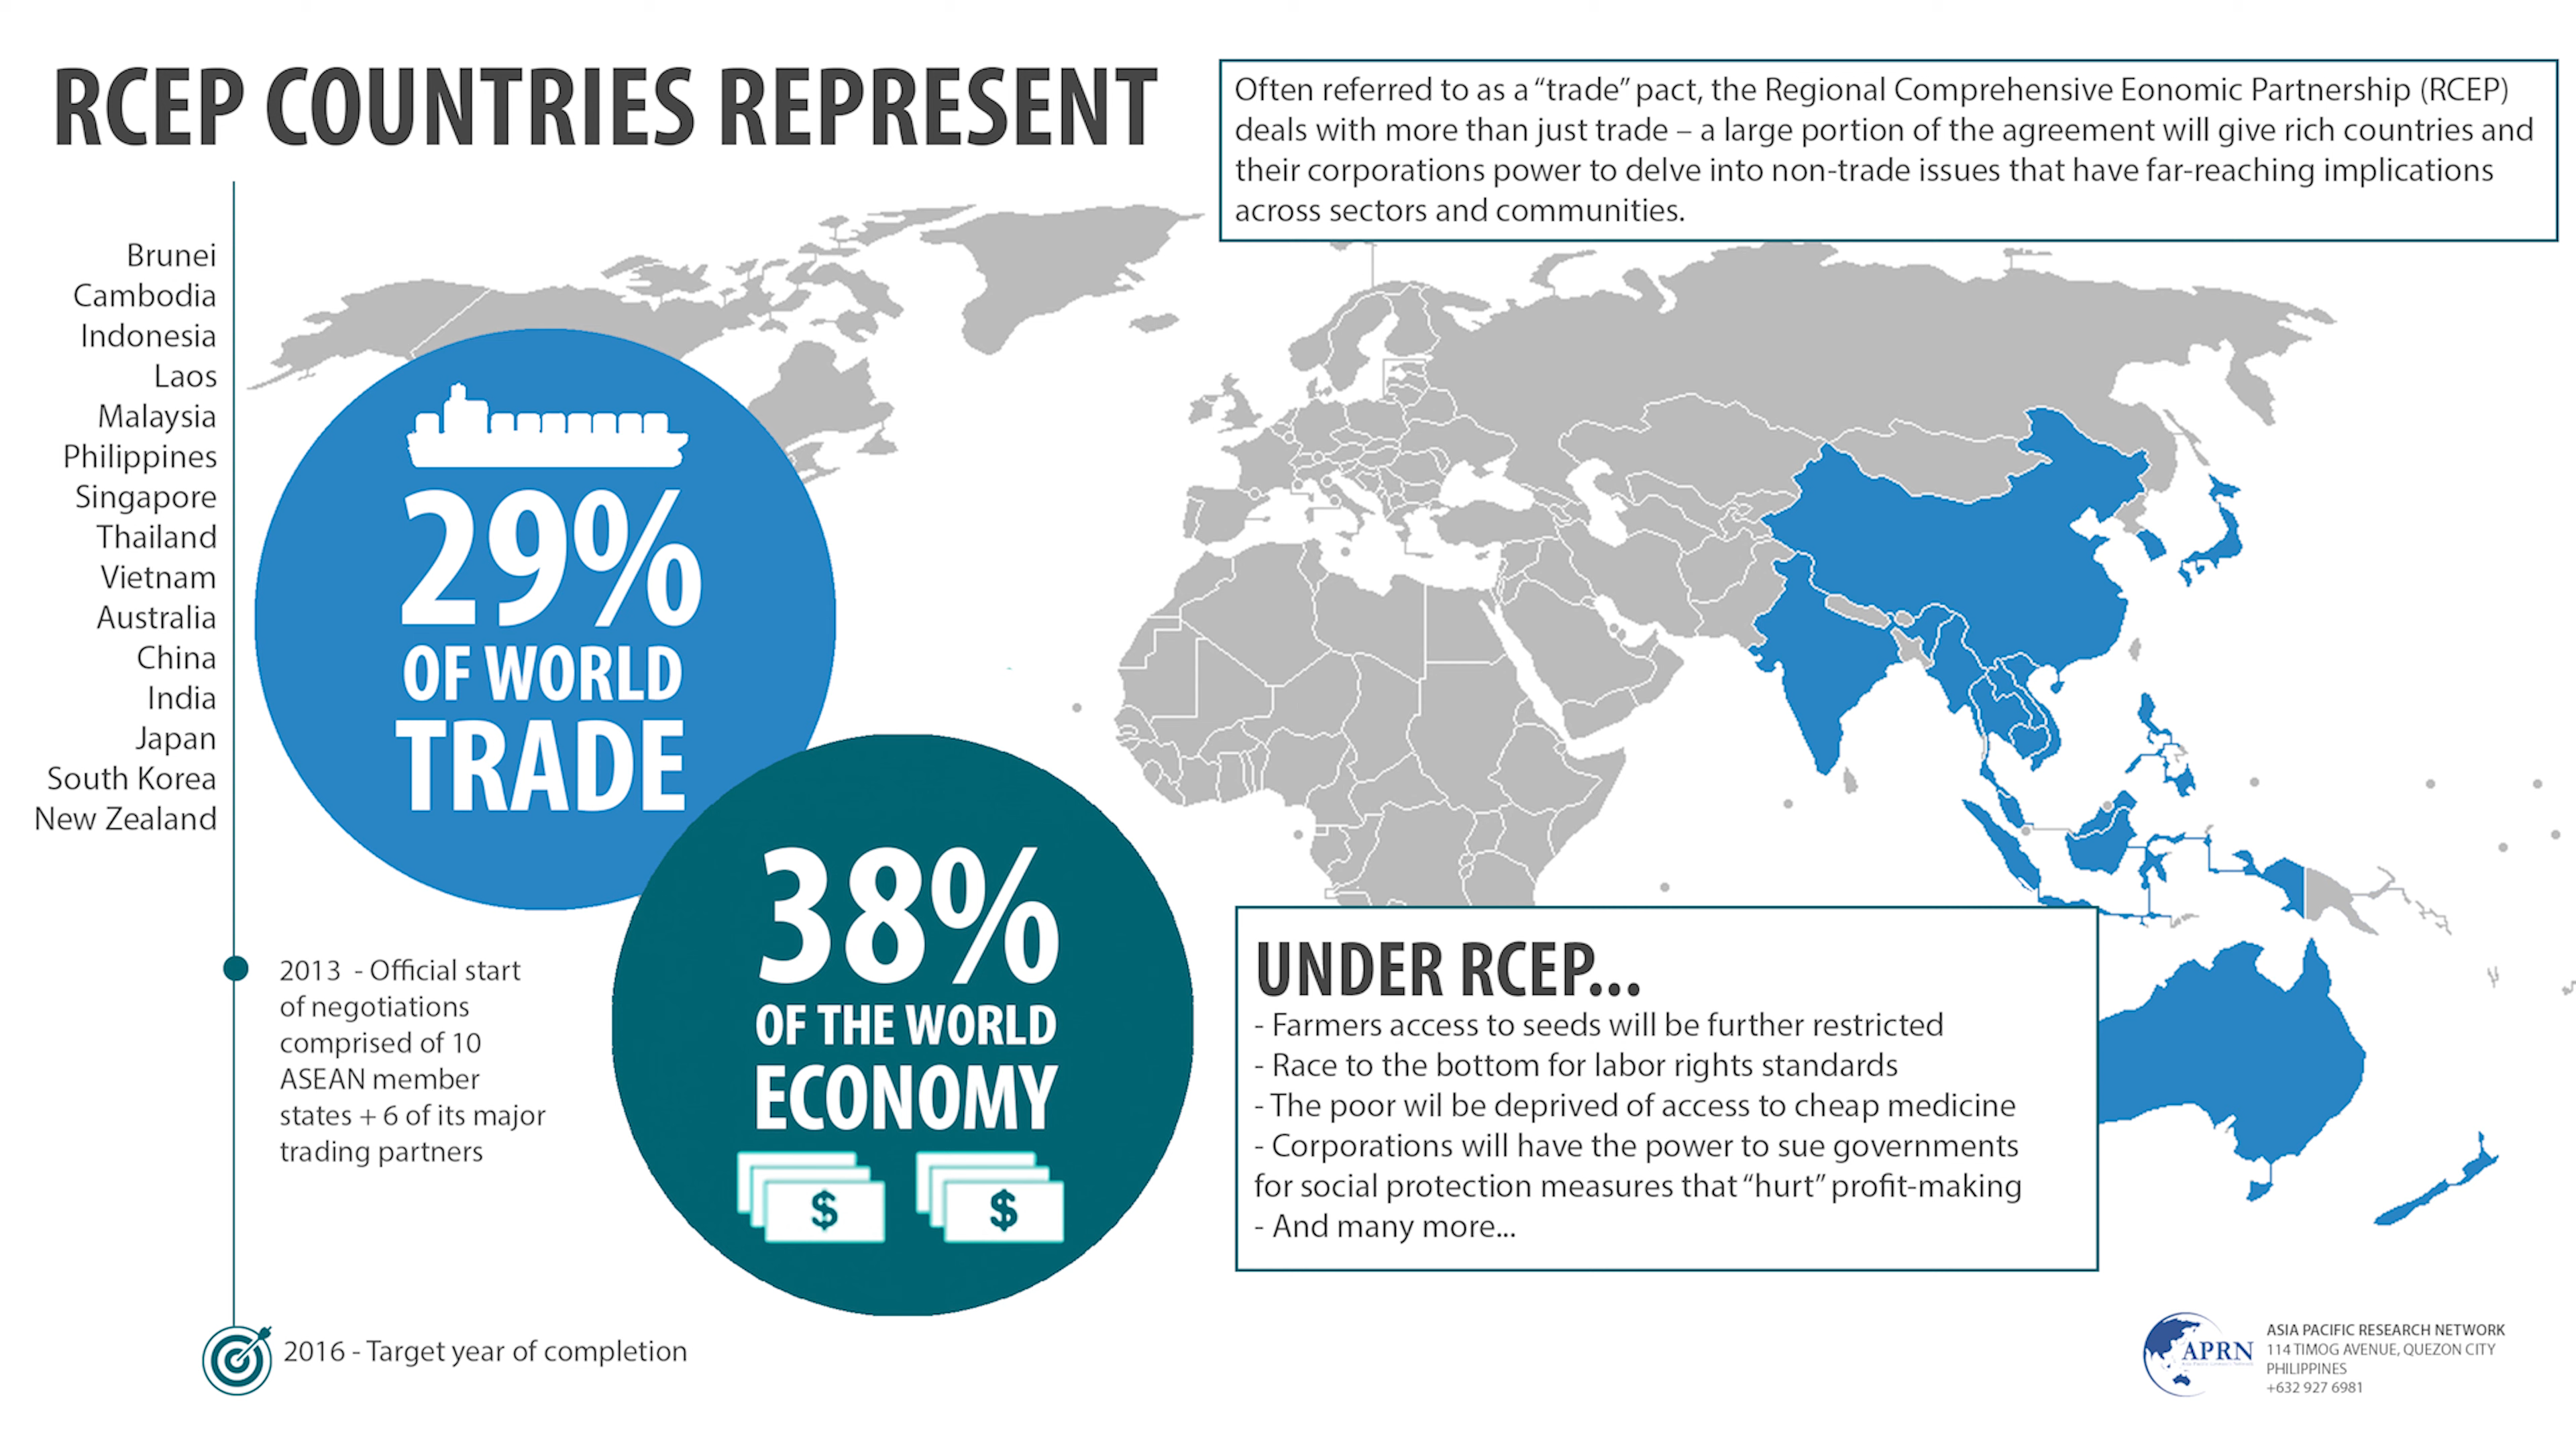 RCEP COUNTRIES REPRESENT
Often referred to as a “trade” pact, the Regional Comprehensive Eonomic Partnership (RCEP)
deals with more than just trade – a large portion of the agreement will give rich countries and
their corporations power to delve into non-trade issues that have far-reaching implications
across sectors and communities.
Brunei
Cambodia
Indonesia
Laos
Malaysia
Philippines
Singapore
Thailand
Vietnam
Australia
China
India
Japan
South Korea
New Zealand
29%
OF WORLD
TRADE
38%
OF THE WORLD
ECONOMY
$ $
2013 - Official start
of negotiations
comprised of 10
ASEAN member
states + 6 of its major
trading partners
2016 - Target year of completion
UNDER RCEP...
- Farmers access to seeds will be further restricted
- Race to the bottom for labor rights standards
- The poor wil be deprived of access to cheap medicine
- Corporations will have the power to sue governments
for social protection measures that “hurt” profit-making
- And many more...
APRN
ASIA PACIFIC RESEARCH NETWORK
114 TIMOG AVENUE, QUEZON CITY
PHILIPPINES
+632 927 6981